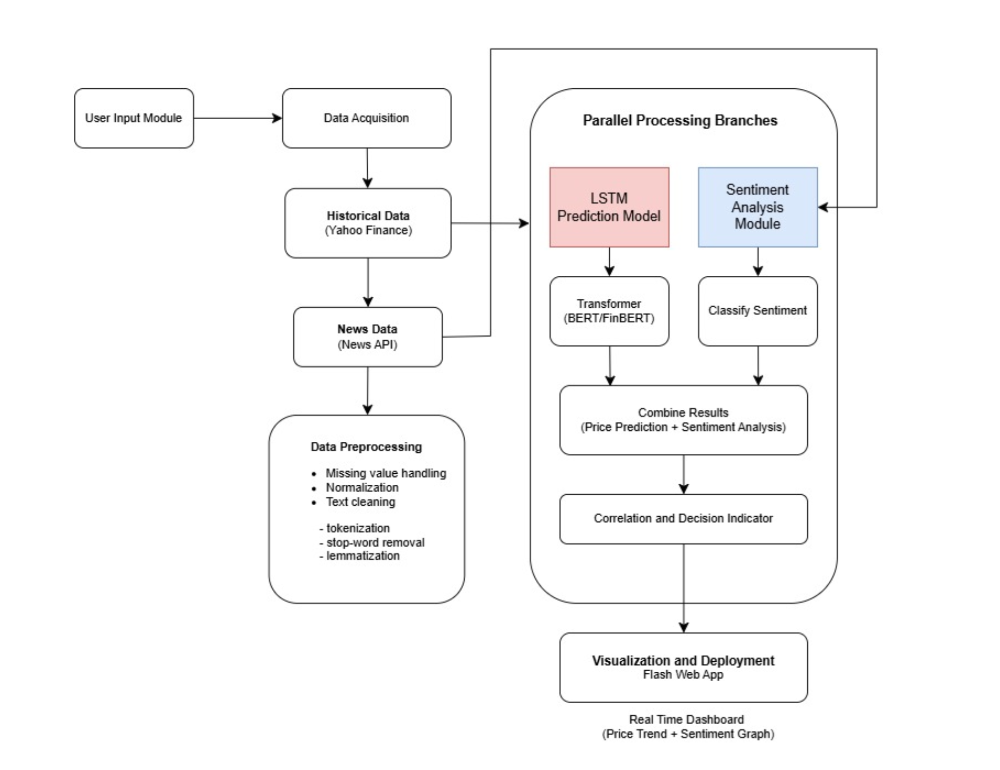 User Input Module
Data Acquisition
Historical Data
(Yahoo Finance)
News Data
(News API)
Data Preprocessing
• Missing value handling
• Normalization
• Text cleaning
- tokenization
- stop-word removal
- lemmatization
Parallel Processing Branches
LSTM
Prediction Model
Sentiment
Analysis
Module
Transformer
(BERT/FinBERT)
Classify Sentiment
Combine Results
(Price Prediction + Sentiment Analysis)
Correlation and Decision Indicator
Visualization and Deployment
Flash Web App
Real Time Dashboard
(Price Trend + Sentiment Graph)